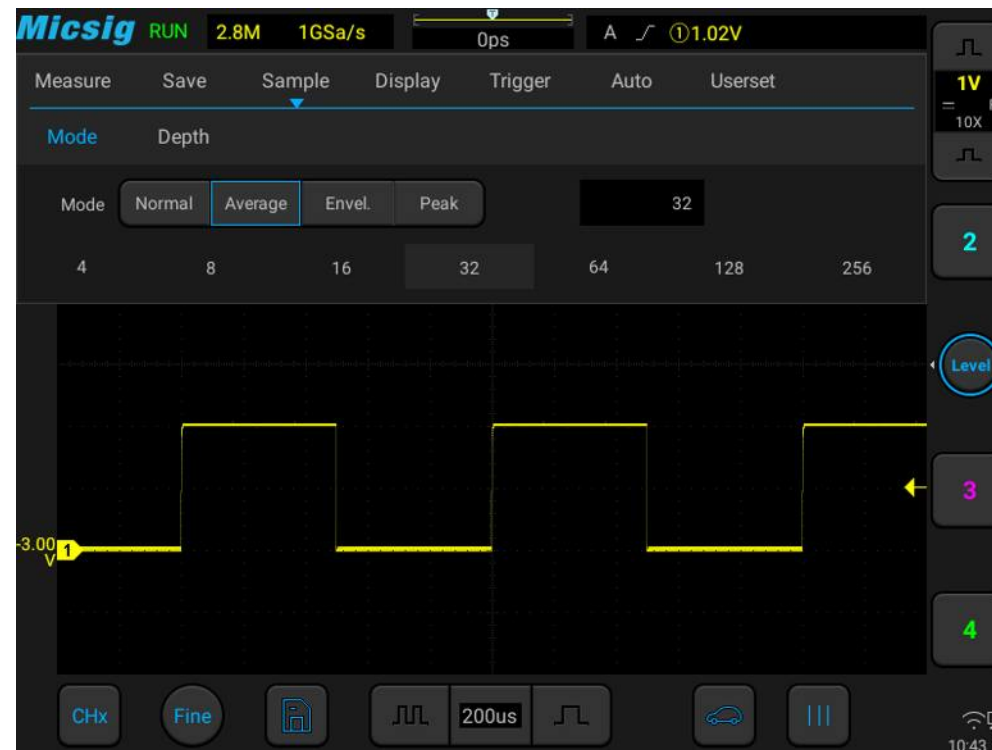 Micsig RUN 2.8M 1GSa/s T 0ps A ①1.02V
Measure Save Sample Display Trigger Auto Userset
1V
10X
Mode Depth
Mode Normal Average Envel. Peak 32
2
4 8 16 32 64 128 256
Level
3
-3.00
V
1
4
CHx Fine 200us
10:43